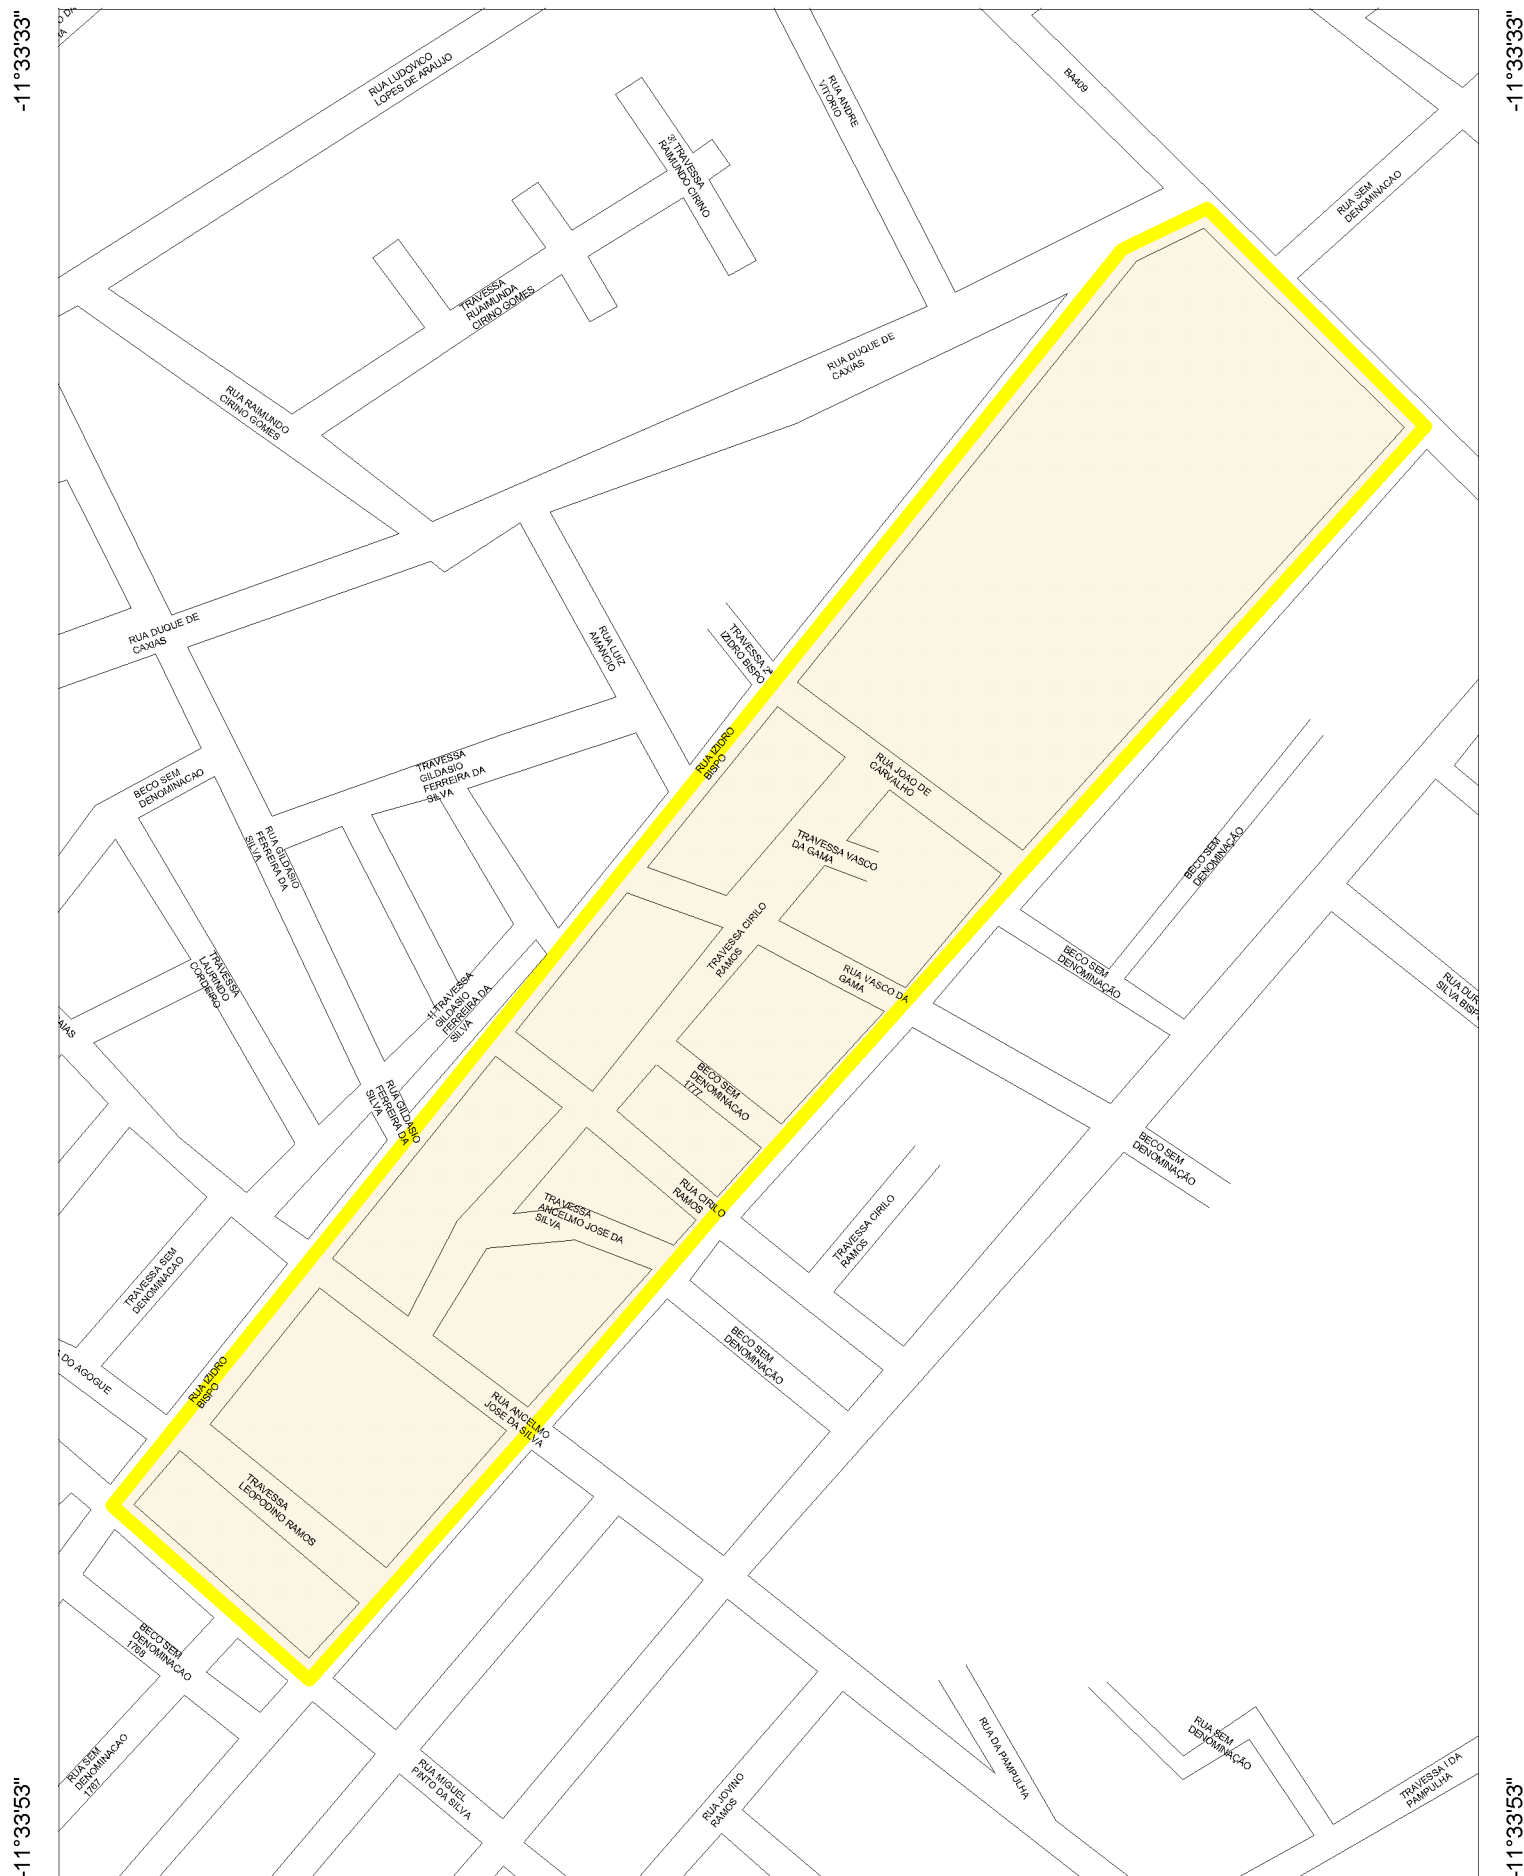 -11°33'33"
-11°33'33"
RUA LUDOVICO
LOPES DE ARAUJO
RUA ANDRE
VITORIO
BA409
3ª TRAVESSA
RAIMUNDO CIRINO
RUA SEM
DENOMINACAO
TRAVESSA
RUAIMUNDA
CIRINO GOMES
RUA DUQUE DE
CAXIAS
RUA RAIMUNDO
CIRINO GOMES
RUA DUQUE DE
CAXIAS
RUA LUIZ
AMANCIO
TRAVESSA 2ª
IZIDRO BISPO
RUA IZIDRO
BISPO
TRAVESSA
GILDASIO
FERREIRA DA
SILVA
BECO SEM
DENOMINACAO
RUA JOAO DE
CARVALHO
RUA GILDASIO
FERREIRA DA
SILVA
TRAVESSA VASCO
DA GAMA
BECO SEM
DENOMINAÇÃO
TRAVESSA CIRILO
RAMOS
TRAVESSA
LAURINDO
CORDEIRO
RUA VASCO DA
GAMA
BECO SEM
DENOMINAÇÃO
RUA DUR
SILVA BISP
TRAVESSA
GILDASIO
FERREIRA DA
SILVA
AIAS
BECO SEM
DENOMINACAO
1777
RUA GILDASIO
FERREIRA DA
SILVA
BECO SEM
DENOMINAÇÃO
RUA CIRILO
RAMOS
TRAVESSA
ANCELMO JOSE DA
SILVA
TRAVESSA CIRILO
RAMOS
TRAVESSA SEM
DENOMINACAO
BECO SEM
DENOMINAÇÃO
DO AGOGUE
RUA IZIDRO
BISPO
RUA ANCELMO
JOSE DA SILVA
TRAVESSA
LEOPODINO RAMOS
BECO SEM
DENOMINACAO
1768
RUA SEM
DENOMINACAO
1767
RUA MIGUEL
PINTO DA SILVA
RUA JOVINO
RAMOS
RUA DA PAMPULHA
RUA SEM
DENOMINAÇÃO
TRAVESSA I DA
PAMPULHA
-11°33'53"
-11°33'53"